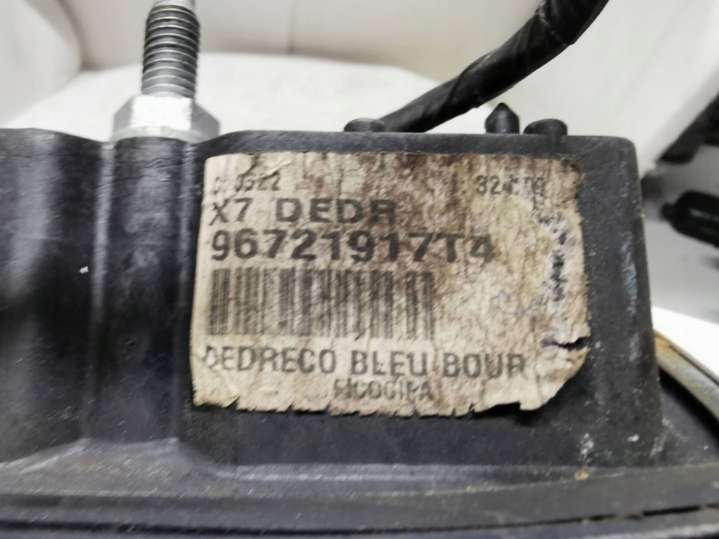 X7 DEDR
96721917T4
DEDRECO BLEU BOUR
FICOCIPA